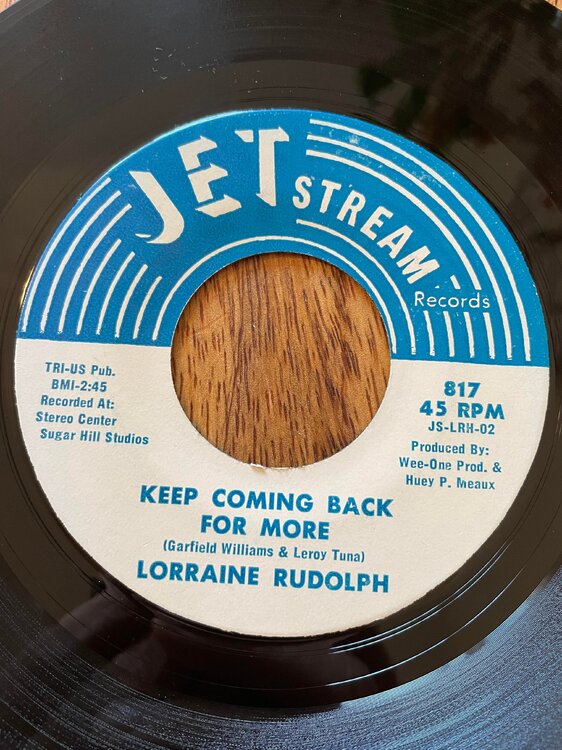 JET STREAM
Records
TRI-US Pub.
BMI-2:45
Recorded At:
Stereo Center
Sugar Hill Studios
817
45 RPM
JS-LRH-02
Produced By:
Wee-One Prod. &
Huey P. Meaux
KEEP COMING BACK
FOR MORE
(Garfield Williams & Leroy Tuna)
LORRAINE RUDOLPH